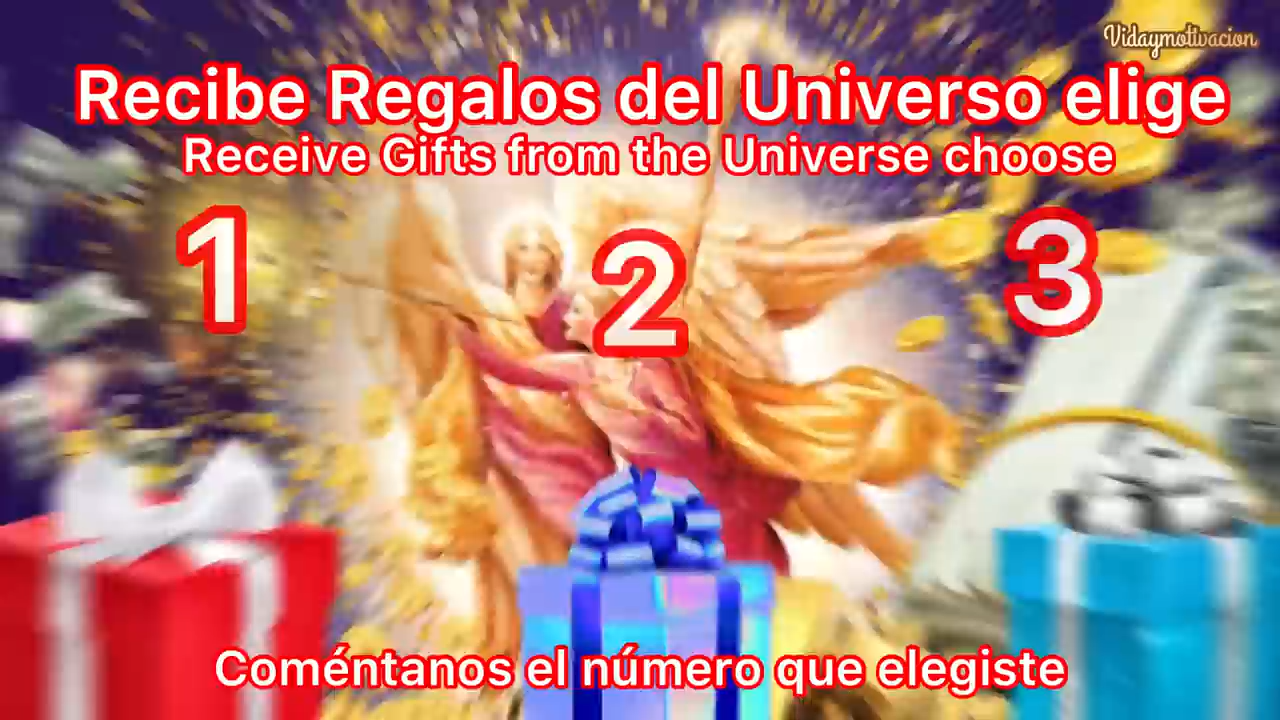 Vidaymotivacion
Recibe Regalos del Universo elige
Receive Gifts from the Universe choose
1
2
3
Coméntanos el número que elegiste